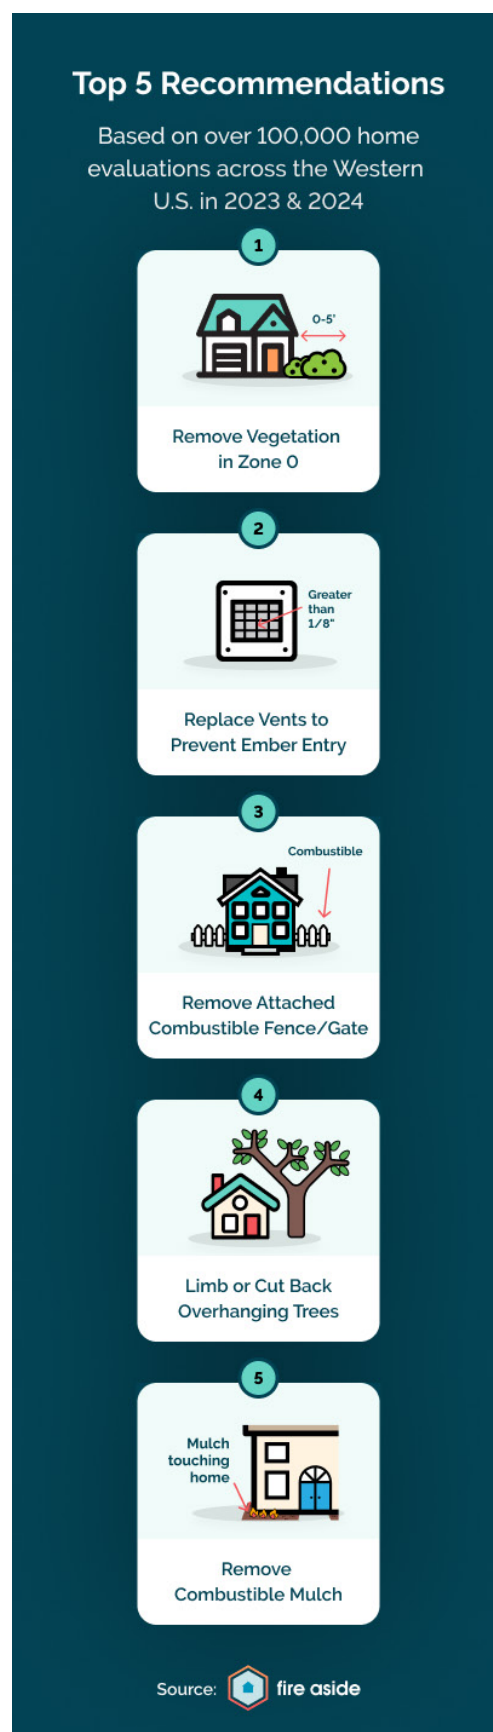 Top 5 Recommendations
Based on over 100,000 home
evaluations across the Western
U.S. in 2023 & 2024
1
0-5'
Remove Vegetation
in Zone 0
2
Greater
than
1/8"
Replace Vents to
Prevent Ember Entry
3
Combustible
Remove Attached
Combustible Fence/Gate
4
Limb or Cut Back
Overhanging Trees
5
Mulch
touching
home
Remove
Combustible Mulch
Source: fire aside